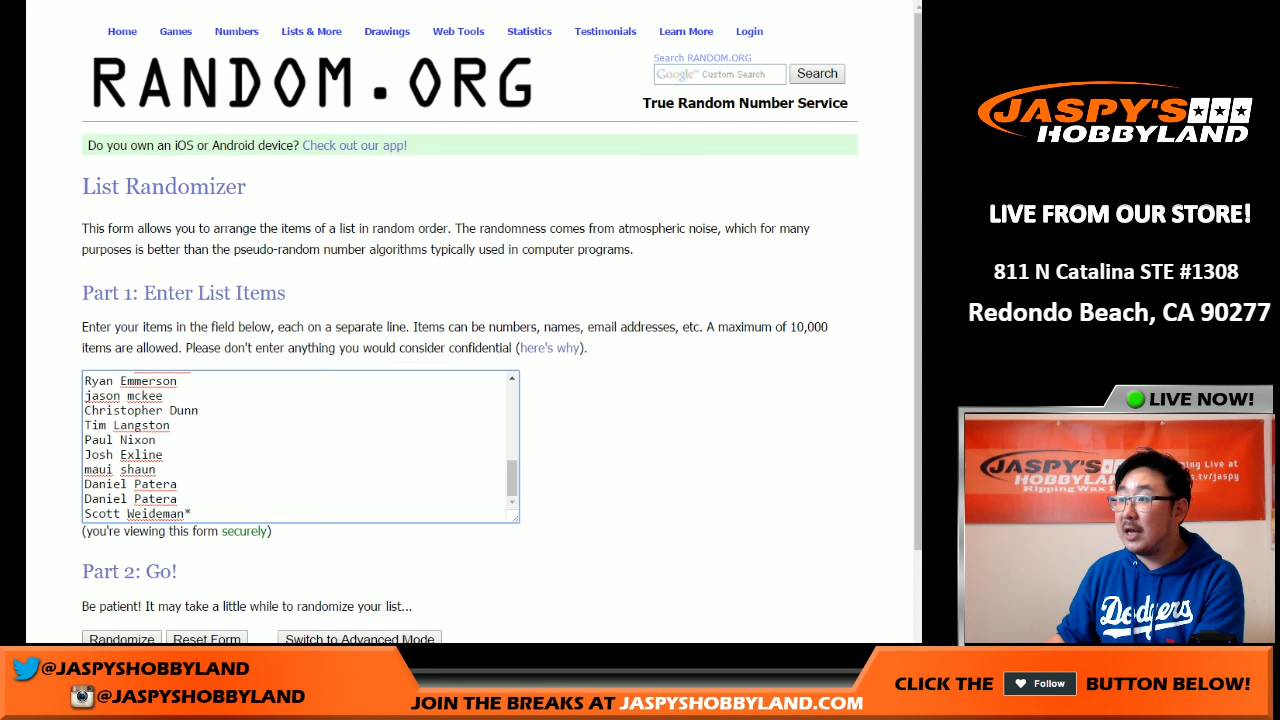 Home Games Numbers Lists & More Drawings Web Tools Statistics Testimonials Learn More Login
RANDOM.ORG
Search RANDOM.ORG
Google™ Custom Search Search
True Random Number Service
Do you own an iOS or Android device? Check out our app!
List Randomizer
This form allows you to arrange the items of a list in random order. The randomness comes from atmospheric noise, which for many
purposes is better than the pseudo-random number algorithms typically used in computer programs.
Part 1: Enter List Items
Enter your items in the field below, each on a separate line. Items can be numbers, names, email addresses, etc. A maximum of 10,000
items are allowed. Please don't enter anything you would consider confidential (here's why).
Ryan Emmerson
jason mckee
Christopher Dunn
Tim Langston
Paul Nixon
Josh Exline
maui shaun
Daniel Patera
Daniel Patera
Scott Weideman*
(you're viewing this form securely)
Part 2: Go!
Be patient! It may take a little while to randomize your list...
Randomize Reset Form Switch to Advanced Mode
JASPY'S
HOBBYLAND
LIVE FROM OUR STORE!
811 N Catalina STE #1308
Redondo Beach, CA 90277
LIVE NOW!
JASPY'S
HOBBYLAND
Ripping Wax
Live at
.tv/jaspy
Dodgers
@JASPYSHOBBYLAND
@JASPYSHOBBYLAND
JOIN THE BREAKS AT JASPYSHOBBYLAND.COM
CLICK THE Follow BUTTON BELOW!